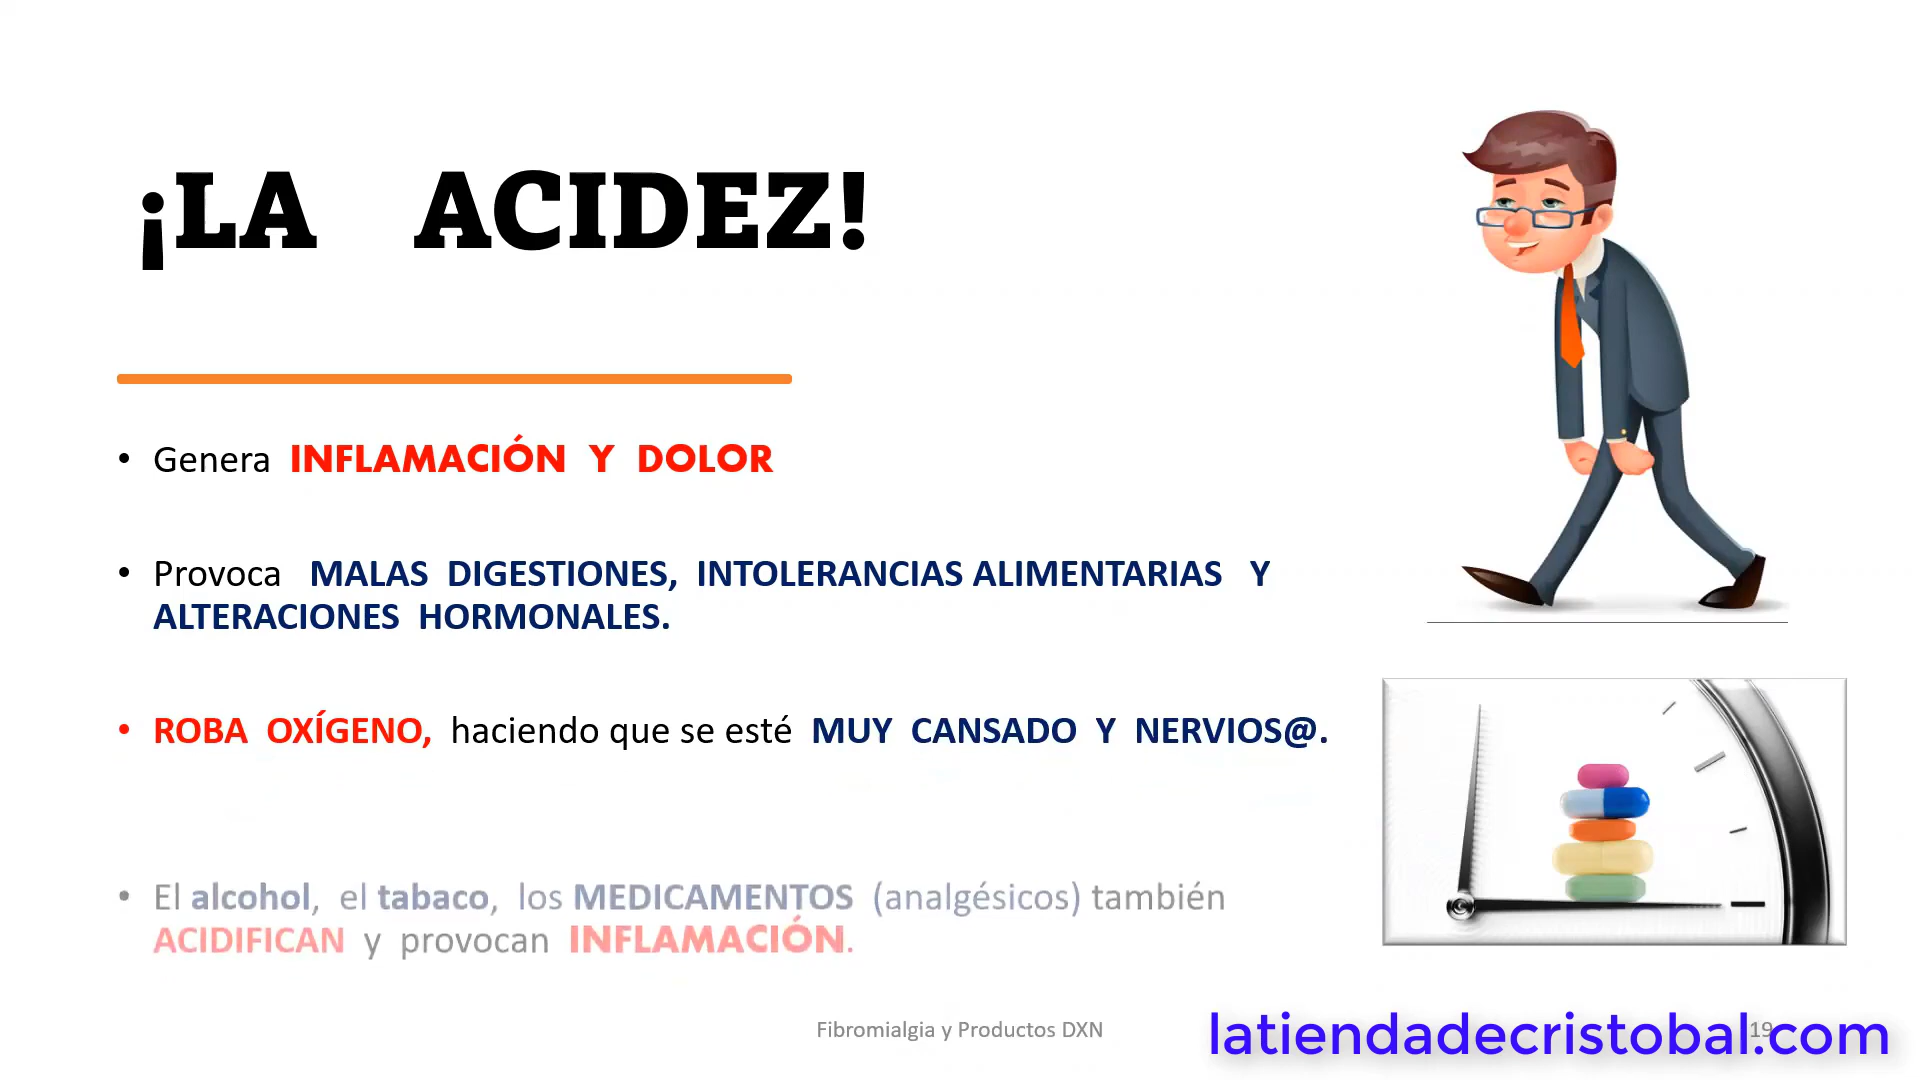 ¡LA ACIDEZ!
• Genera INFLAMACIÓN Y DOLOR
• Provoca MALAS DIGESTIONES, INTOLERANCIAS ALIMENTARIAS Y
ALTERACIONES HORMONALES.
• ROBA OXÍGENO, haciendo que se esté MUY CANSADO Y NERVIOS@.
• El alcohol, el tabaco, los MEDICAMENTOS (analgésicos) también
ACIDIFICAN y provocan INFLAMACIÓN.
Fibromialgia y Productos DXN
19
latiendadecristobal.com